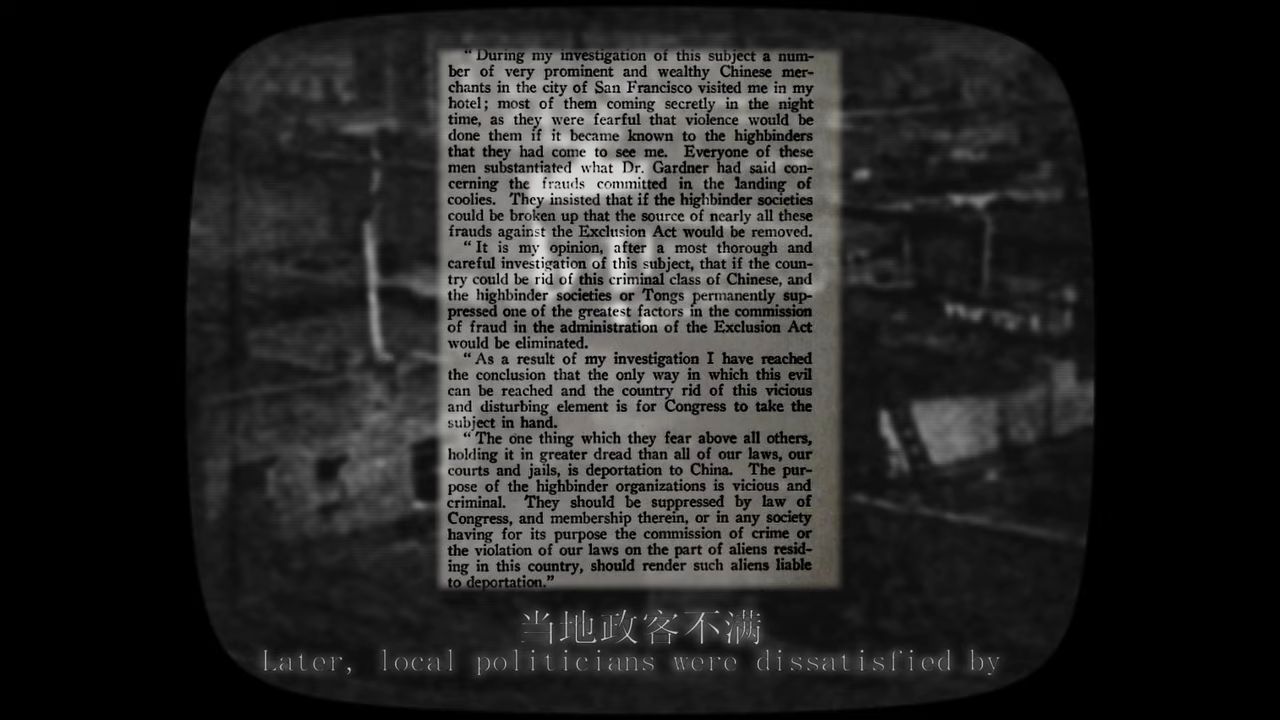 “ During my investigation of this subject a num-
ber of very prominent and wealthy Chinese mer-
chants in the city of San Francisco visited me in my
hotel; most of them coming secretly in the night
time, as they were fearful that violence would be
done them if it became known to the highbinders
that they had come to see me. Everyone of these
men substantiated what Dr. Gardner had said con-
cerning the frauds committed in the landing of
coolies. They insisted that if the highbinder societies
could be broken up that the source of nearly all these
frauds against the Exclusion Act would be removed.
“ It is my opinion, after a most thorough and
careful investigation of this subject, that if the coun-
try could be rid of this criminal class of Chinese, and
the highbinder societies or Tongs permanently sup-
pressed one of the greatest factors in the commission
of fraud in the administration of the Exclusion Act
would be eliminated.
“ As a result of my investigation I have reached
the conclusion that the only way in which this evil
can be reached and the country rid of this vicious
and disturbing element is for Congress to take the
subject in hand.
“ The one thing which they fear above all others,
holding it in greater dread than all of our laws, our
courts and jails, is deportation to China. The pur-
pose of the highbinder organizations is vicious and
criminal. They should be suppressed by law of
Congress, and membership therein, or in any society
having for its purpose the commission of crime or
the violation of our laws on the part of aliens resid-
ing in this country, should render such aliens liable
to deportation.”
当地政客不满
Later, local politicians were dissatisfied by